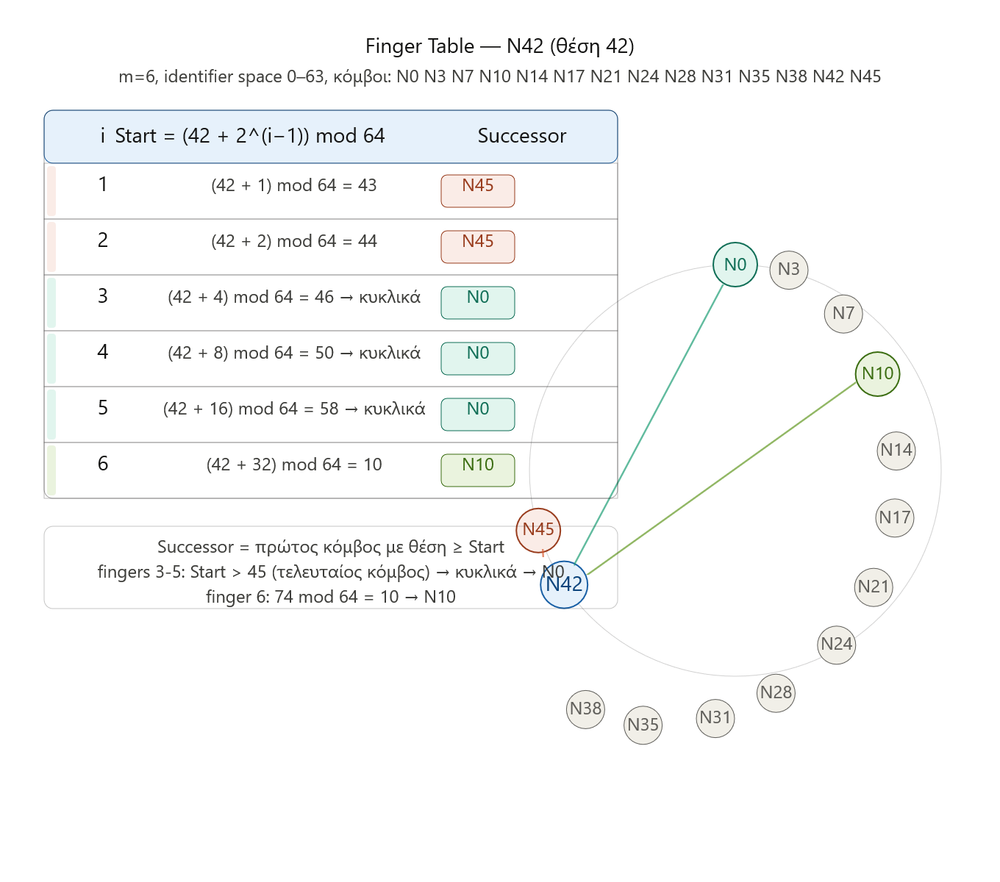 Finger Table — N42 (θέση 42)
m=6, identifier space 0–63, κόμβοι: N0 N3 N7 N10 N14 N17 N21 N24 N28 N31 N35 N38 N42 N45
i Start = (42 + 2^(i−1)) mod 64 Successor
1 (42 + 1) mod 64 = 43 N45
2 (42 + 2) mod 64 = 44 N45
3 (42 + 4) mod 64 = 46 → κυκλικά N0
4 (42 + 8) mod 64 = 50 → κυκλικά N0
5 (42 + 16) mod 64 = 58 → κυκλικά N0
6 (42 + 32) mod 64 = 10 N10
Successor = πρώτος κόμβος με θέση ≥ Start
fingers 3-5: Start > 45 (τελευταίος κόμβος) → κυκλικά → N0
finger 6: 74 mod 64 = 10 → N10
N0
N3
N7
N10
N14
N17
N21
N24
N28
N31
N35
N38
N42
N45